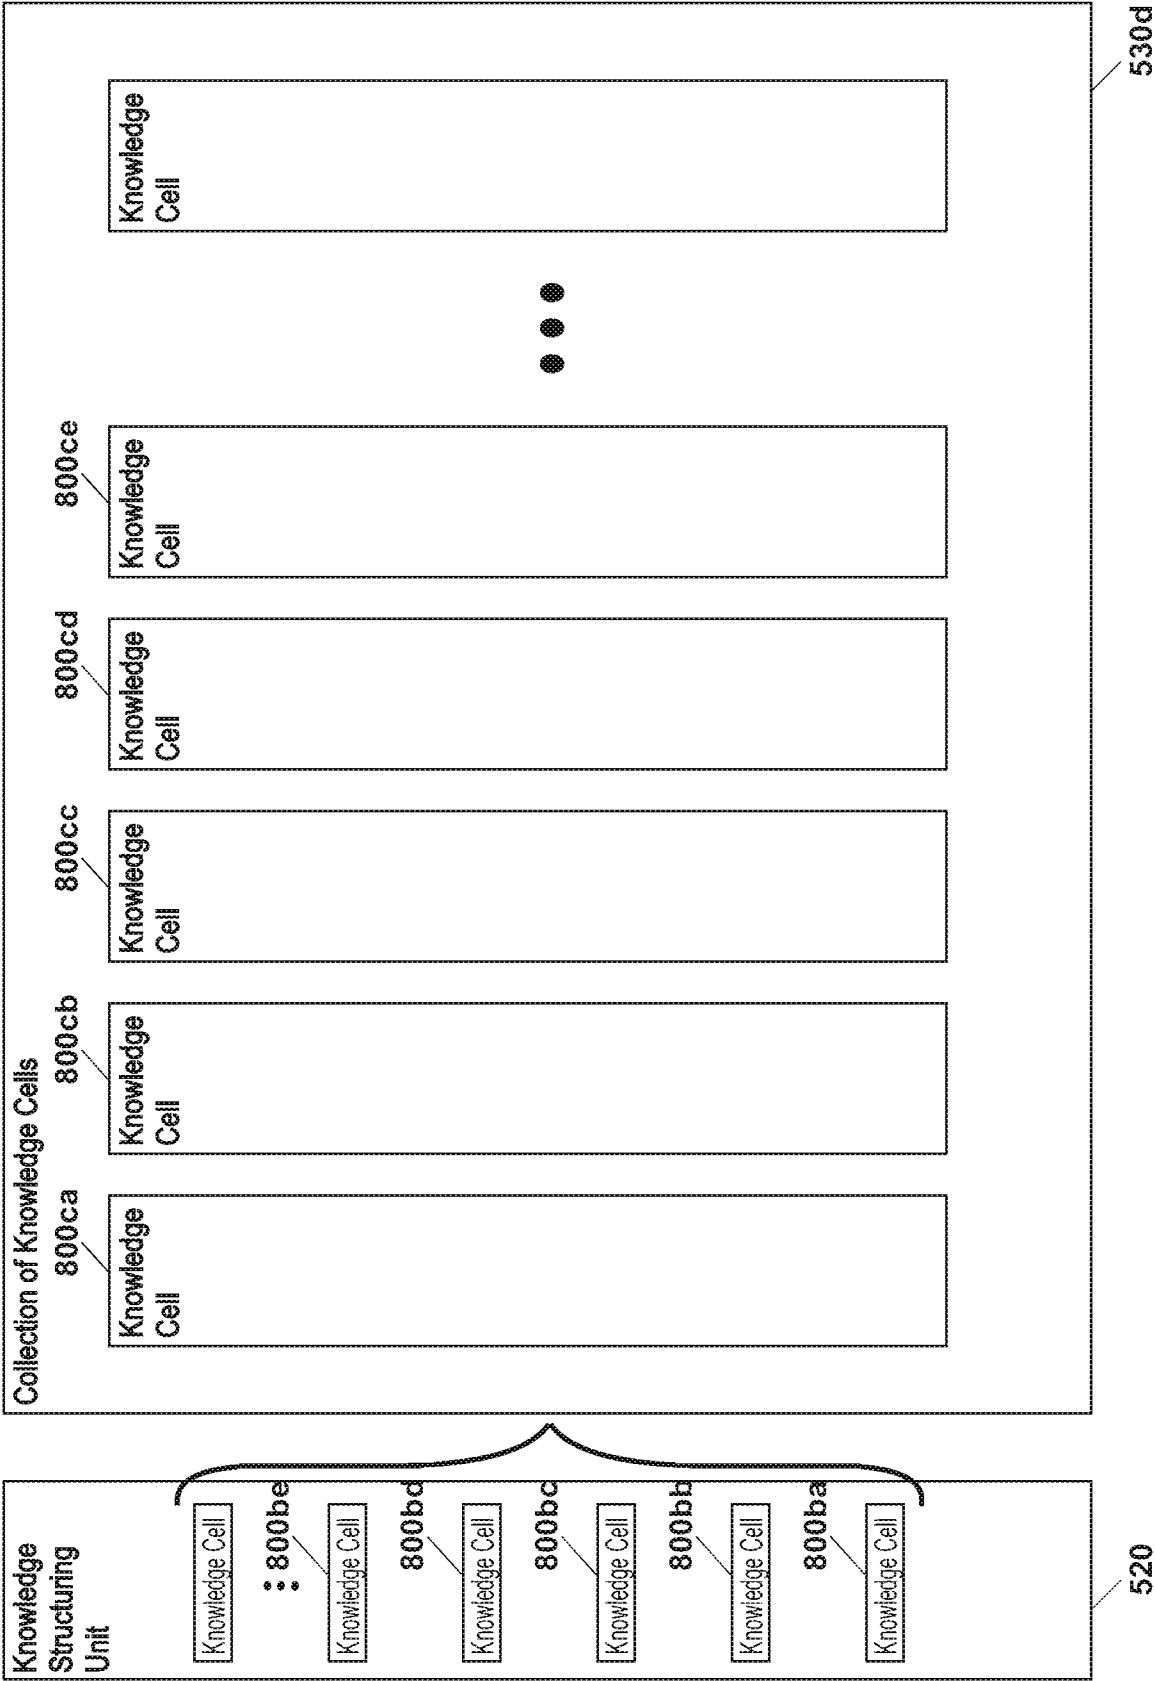 Knowledge
Structuring
Unit
Knowledge Cell
800be
Knowledge Cell
800bd
Knowledge Cell
800bc
Knowledge Cell
800bb
Knowledge Cell
800ba
Knowledge Cell
520
Collection of Knowledge Cells
800ca
Knowledge
Cell
800cb
Knowledge
Cell
800cc
Knowledge
Cell
800cd
Knowledge
Cell
800ce
Knowledge
Cell
Knowledge
Cell
530d